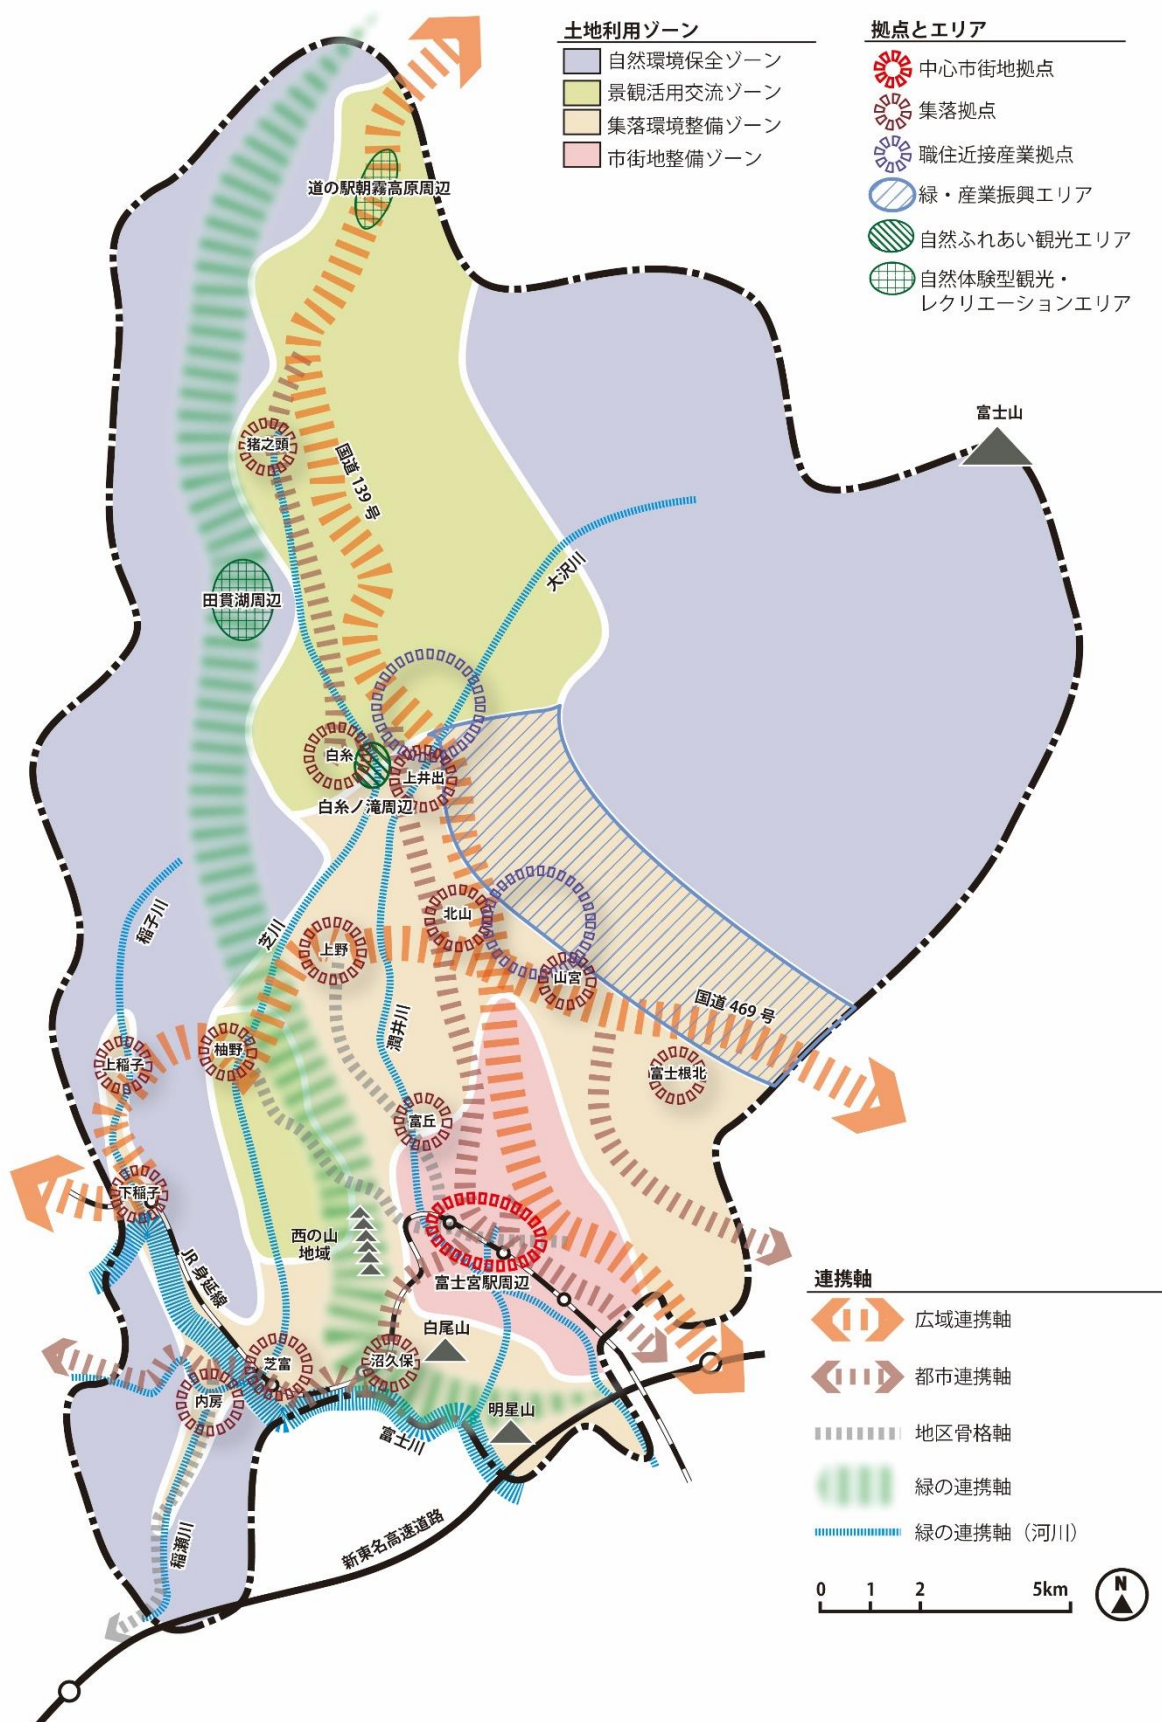 土地利用ゾーン
自然環境保全ゾーン
景観活用交流ゾーン
集落環境整備ゾーン
市街地整備ゾーン
拠点とエリア
中心市街地拠点
集落拠点
職住近接産業拠点
緑・産業振興エリア
自然ふれあい観光エリア
自然体験型観光・
レクリエーションエリア
道の駅朝霧高原周辺
富士山
猪之頭
国道139号
大沢川
田貫湖周辺
白糸
上井出
白糸ノ滝周辺
稲子川
芝川
北山
上野
山宮
国道469号
潤井川
上稲子
柚野
富士根北
富丘
下稲子
西の山
地域
JR身延線
富士宮駅周辺
白尾山
芝富
沼久保
内房
明星山
富士川
稲瀬川
新東名高速道路
連携軸
広域連携軸
都市連携軸
地区骨格軸
緑の連携軸
緑の連携軸（河川）
0 1 2 5km
N